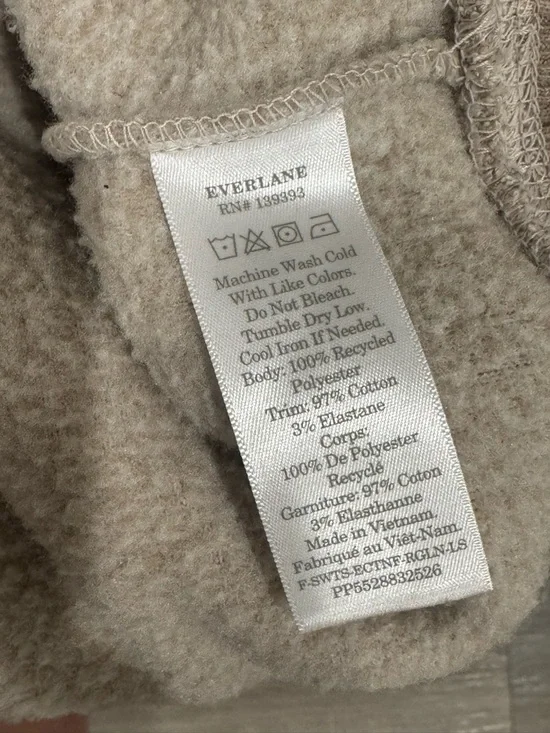 EVERLANE
RN# 139393
Machine Wash Cold
With Like Colors.
Do Not Bleach.
Tumble Dry Low.
Cool Iron If Needed.
Body: 100% Recycled
Polyester
Trim: 97% Cotton
3% Elastane
Corps:
100% De Polyester
Recyclé
Garniture: 97% Coton
3% Elasthanne
Made in Vietnam.
Fabriqué au Viêt-Nam.
F-SWTS-ECTNF-RGLN-LS
PP5528832526